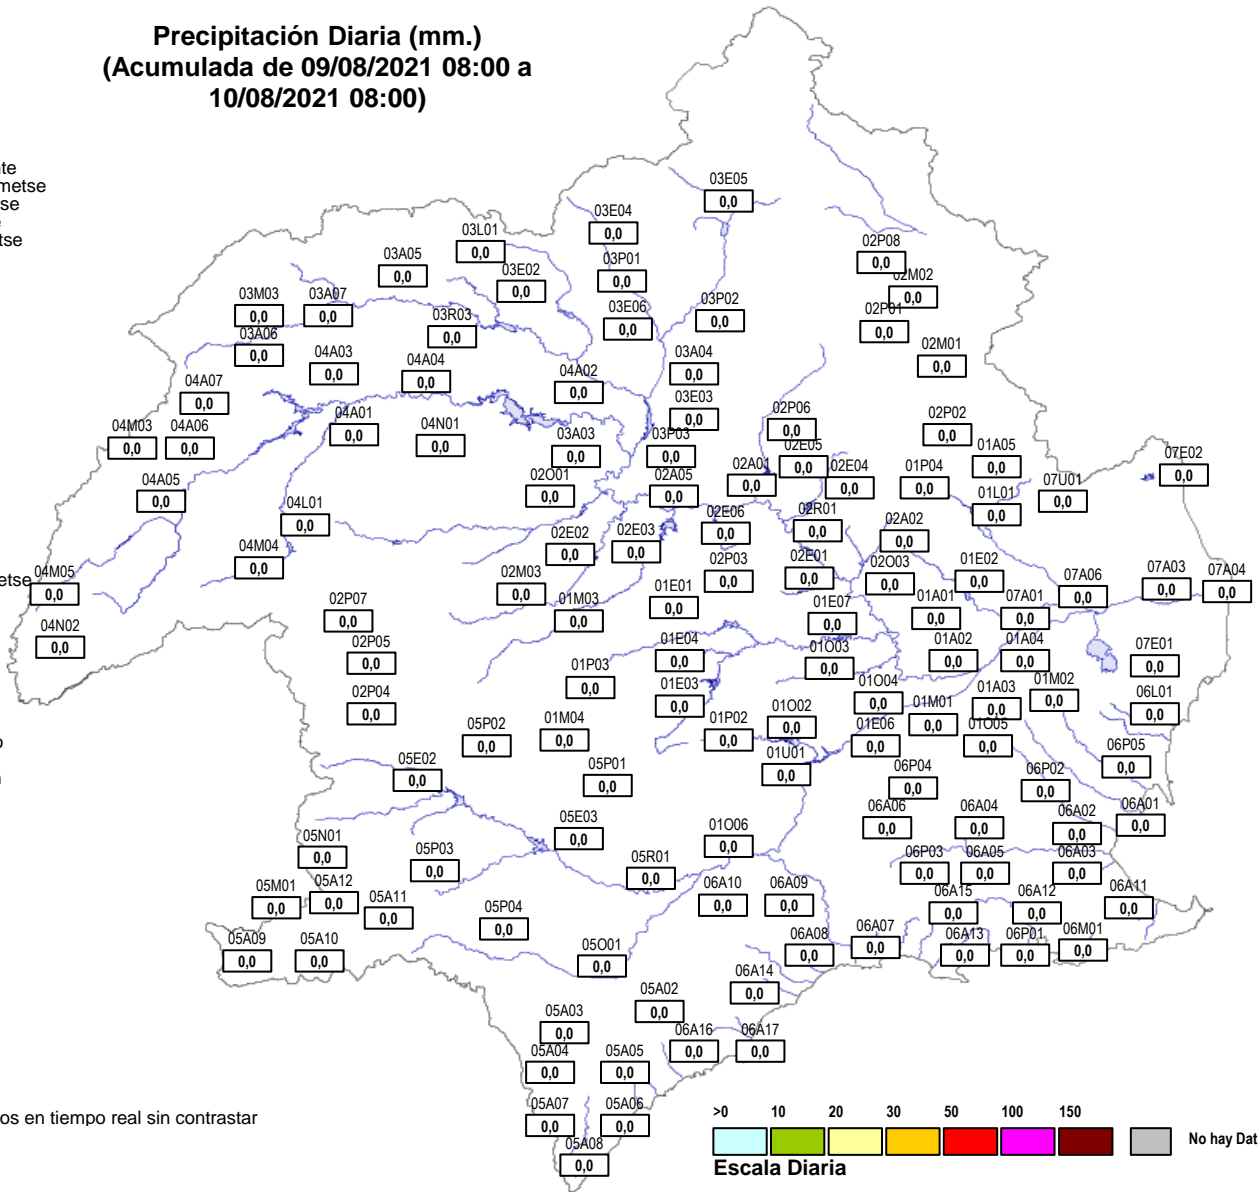 Precipitación Diaria (mm.)
(Acumulada de 09/08/2021 08:00 a
10/08/2021 08:00)
nte
metse
se
tse
03E05
0,0
03E04
0,0
03L01
0,0
03P01
0,0
02P08
0,0
03A05
0,0
03E02
0,0
02M02
0,0
03M03
0,0
03A07
0,0
03P02
0,0
03E06
0,0
02P01
0,0
03R03
0,0
03A06
0,0
02M01
0,0
04A03
0,0
03A04
0,0
04A04
0,0
04A02
0,0
04A07
0,0
03E03
0,0
02P06
0,0
04A01
0,0
02P02
0,0
04M03
0,0
04A06
0,0
04N01
0,0
03A03
0,0
03P03
0,0
02E05
0,0
01A05
0,0
07E02
0,0
02A01
0,0
02E04
0,0
01P04
0,0
02O01
0,0
02A05
0,0
04A05
0,0
07U01
0,0
01L01
0,0
04L01
0,0
02E06
0,0
02R01
0,0
02A02
0,0
02E02
0,0
02E03
0,0
04M04
0,0
02P03
0,0
02E01
0,0
02O03
0,0
01E02
0,0
metse
04M05
0,0
02M03
0,0
07A06
0,0
07A03
0,0
07A04
0,0
01E01
0,0
02P07
0,0
01M03
0,0
01E07
0,0
01A01
0,0
07A01
0,0
04N02
0,0
02P05
0,0
01E04
0,0
01O03
0,0
01A02
0,0
01A04
0,0
07E01
0,0
01P03
0,0
01E03
0,0
01O04
0,0
01A03
0,0
01M02
0,0
02P04
0,0
06L01
0,0
01M01
0,0
01O02
0,0
05P02
0,0
01M04
0,0
01P02
0,0
01E06
0,0
01O05
0,0
05E02
0,0
05P01
0,0
01U01
0,0
06P04
0,0
06P02
0,0
06P05
0,0
05E03
0,0
01O06
0,0
06A06
0,0
06A04
0,0
06A02
0,0
06A01
0,0
05N01
0,0
05P03
0,0
05R01
0,0
06P03
0,0
06A05
0,0
06A03
0,0
05M01
0,0
05A12
0,0
05A11
0,0
06A10
0,0
06A09
0,0
06A15
0,0
06A12
0,0
06A11
0,0
05P04
0,0
05A09
0,0
05A10
0,0
05O01
0,0
06A08
0,0
06A07
0,0
06A13
0,0
06P01
0,0
06M01
0,0
06A14
0,0
05A02
0,0
05A03
0,0
06A16
0,0
06A17
0,0
05A04
0,0
05A05
0,0
05A07
0,0
05A06
0,0
05A08
0,0
os en tiempo real sin contrastar
>0 10 20 30 50 100 150
No hay Dat
Escala Diaria